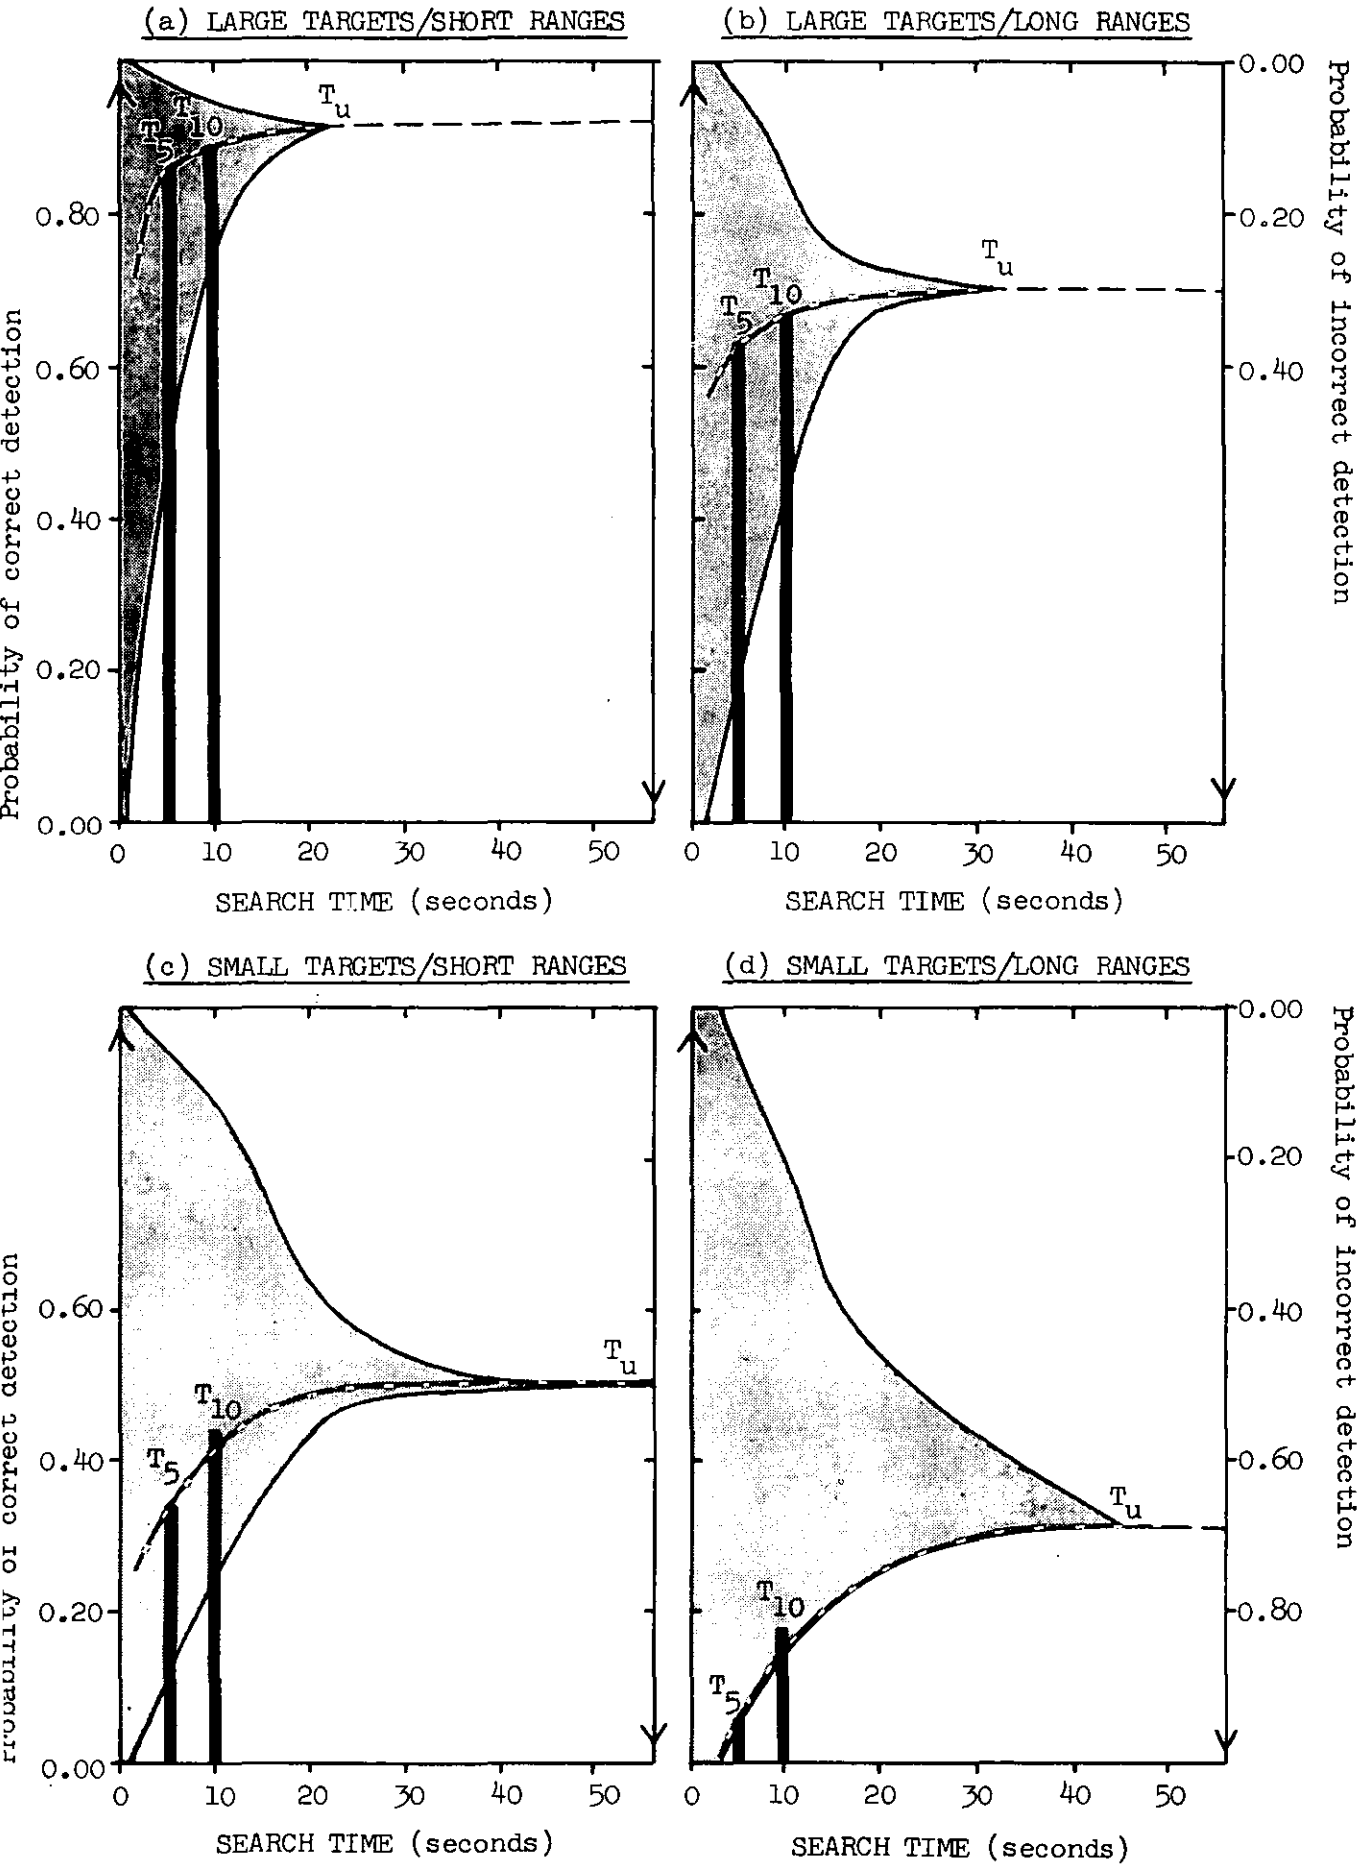 (a) LARGE TARGETS/SHORT RANGES
(b) LARGE TARGETS/LONG RANGES
Probability of correct detection
0.80
0.60
0.40
0.20
0.00
T5
T10
Tu
0 10 20 30 40 50
SEARCH TIME (seconds)
T5
T10
Tu
0 10 20 30 40 50
SEARCH TIME (seconds)
0.00
0.20
0.40
Probability of incorrect detection
(c) SMALL TARGETS/SHORT RANGES
(d) SMALL TARGETS/LONG RANGES
Probability of correct detection
0.60
0.40
0.20
0.00
T5
T10
Tu
0 10 20 30 40 50
SEARCH TIME (seconds)
T5
T10
Tu
0 10 20 30 40 50
SEARCH TIME (seconds)
0.00
0.20
0.40
0.60
0.80
Probability of incorrect detection